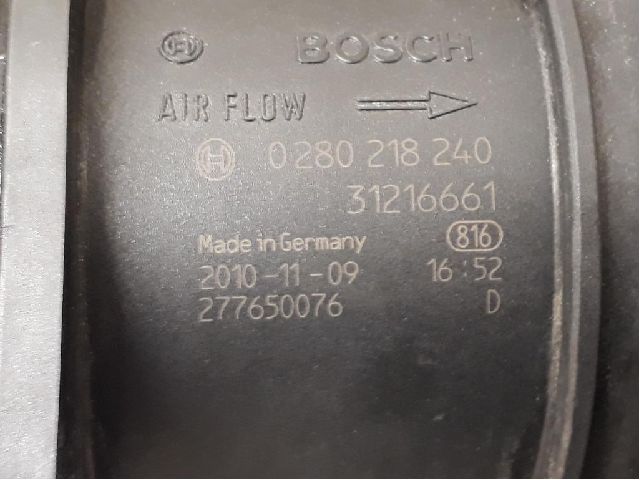 BOSCH
AIR FLOW
0 280 218 240
31216661
Made in Germany 816
2010-11-09 16:52
277650076 D